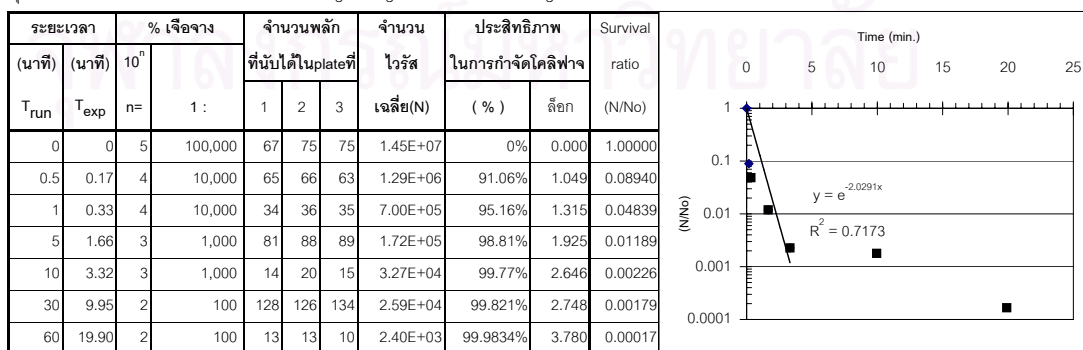 ระยะเวลา % เจือจาง จำนวนพลัก จำนวน ประสิทธิภาพ Survival
(นาที) (นาที) 10^n ที่นับได้ในplateที่ ไวรัส ในการกำจัดโคลิฟาจ ratio
Trun Texp n= 1 : 1 2 3 เฉลี่ย(N) ( % ) ล็อก (N/No)
0 0 5 100,000 67 75 75 1.45E+07 0% 0.000 1.00000
0.5 0.17 4 10,000 65 66 63 1.29E+06 91.06% 1.049 0.08940
1 0.33 4 10,000 34 36 35 7.00E+05 95.16% 1.315 0.04839
5 1.66 3 1,000 81 88 89 1.72E+05 98.81% 1.925 0.01189
10 3.32 3 1,000 14 20 15 3.27E+04 99.77% 2.646 0.00226
30 9.95 2 100 128 126 134 2.59E+04 99.821% 2.748 0.00179
60 19.90 2 100 13 13 10 2.40E+03 99.9834% 3.780 0.00017
Time (min.)
0 5 10 15 20 25
1
0.1
0.01
0.001
0.0001
(N/No)
y = e^-2.0291x
R^2 = 0.7173